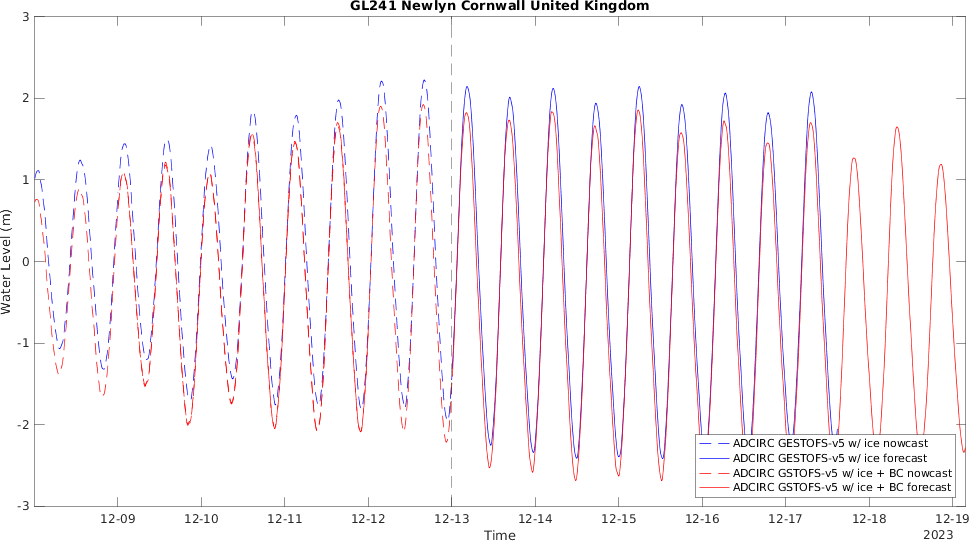 GL241 Newlyn Cornwall United Kingdom
3
2
1
0
-1
-2
-3
Water Level (m)
12-09
12-10
12-11
12-12
12-13
12-14
12-15
12-16
12-17
12-18
12-19
Time
2023
ADCIRC GESTOFS-v5 w/ ice nowcast
ADCIRC GESTOFS-v5 w/ ice forecast
ADCIRC GSTOFS-v5 w/ ice + BC nowcast
ADCIRC GSTOFS-v5 w/ ice + BC forecast